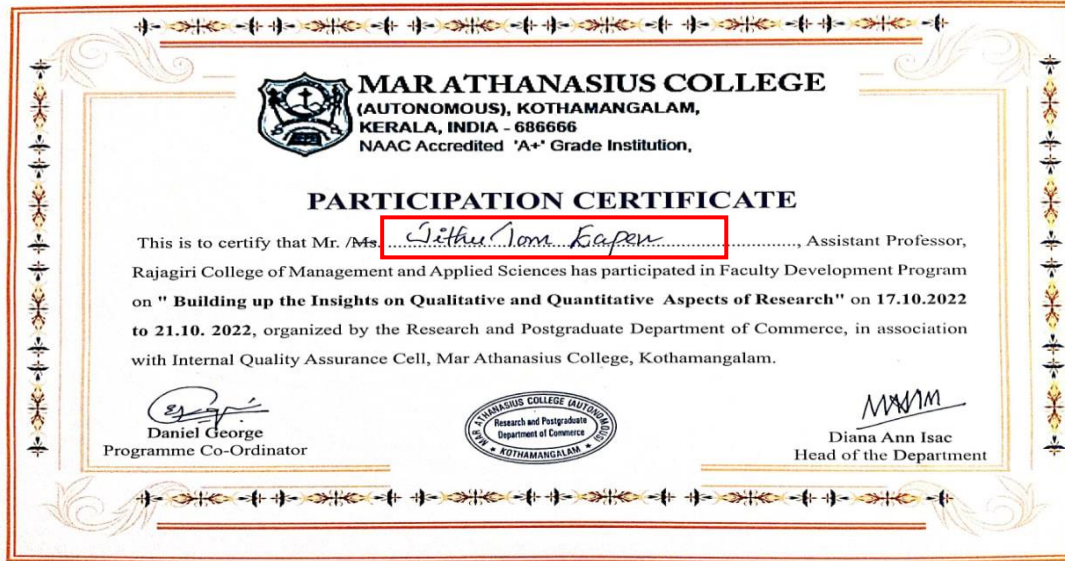 MAR ATHANASIUS COLLEGE
(AUTONOMOUS), KOTHAMANGALAM,
KERALA, INDIA - 686666
NAAC Accredited 'A+' Grade Institution,
PARTICIPATION CERTIFICATE
This is to certify that Mr. /Ms. Jithu Tom Eapen, Assistant Professor,
Rajagiri College of Management and Applied Sciences has participated in Faculty Development Program
on " Building up the Insights on Qualitative and Quantitative Aspects of Research" on 17.10.2022
to 21.10. 2022, organized by the Research and Postgraduate Department of Commerce, in association
with Internal Quality Assurance Cell, Mar Athanasius College, Kothamangalam.
Daniel George
Programme Co-Ordinator
MAR ATHANASIUS COLLEGE (AUTONOMOUS)
Research and Postgraduate
Department of Commerce
* KOTHAMANGALAM *
Diana Ann Isac
Head of the Department